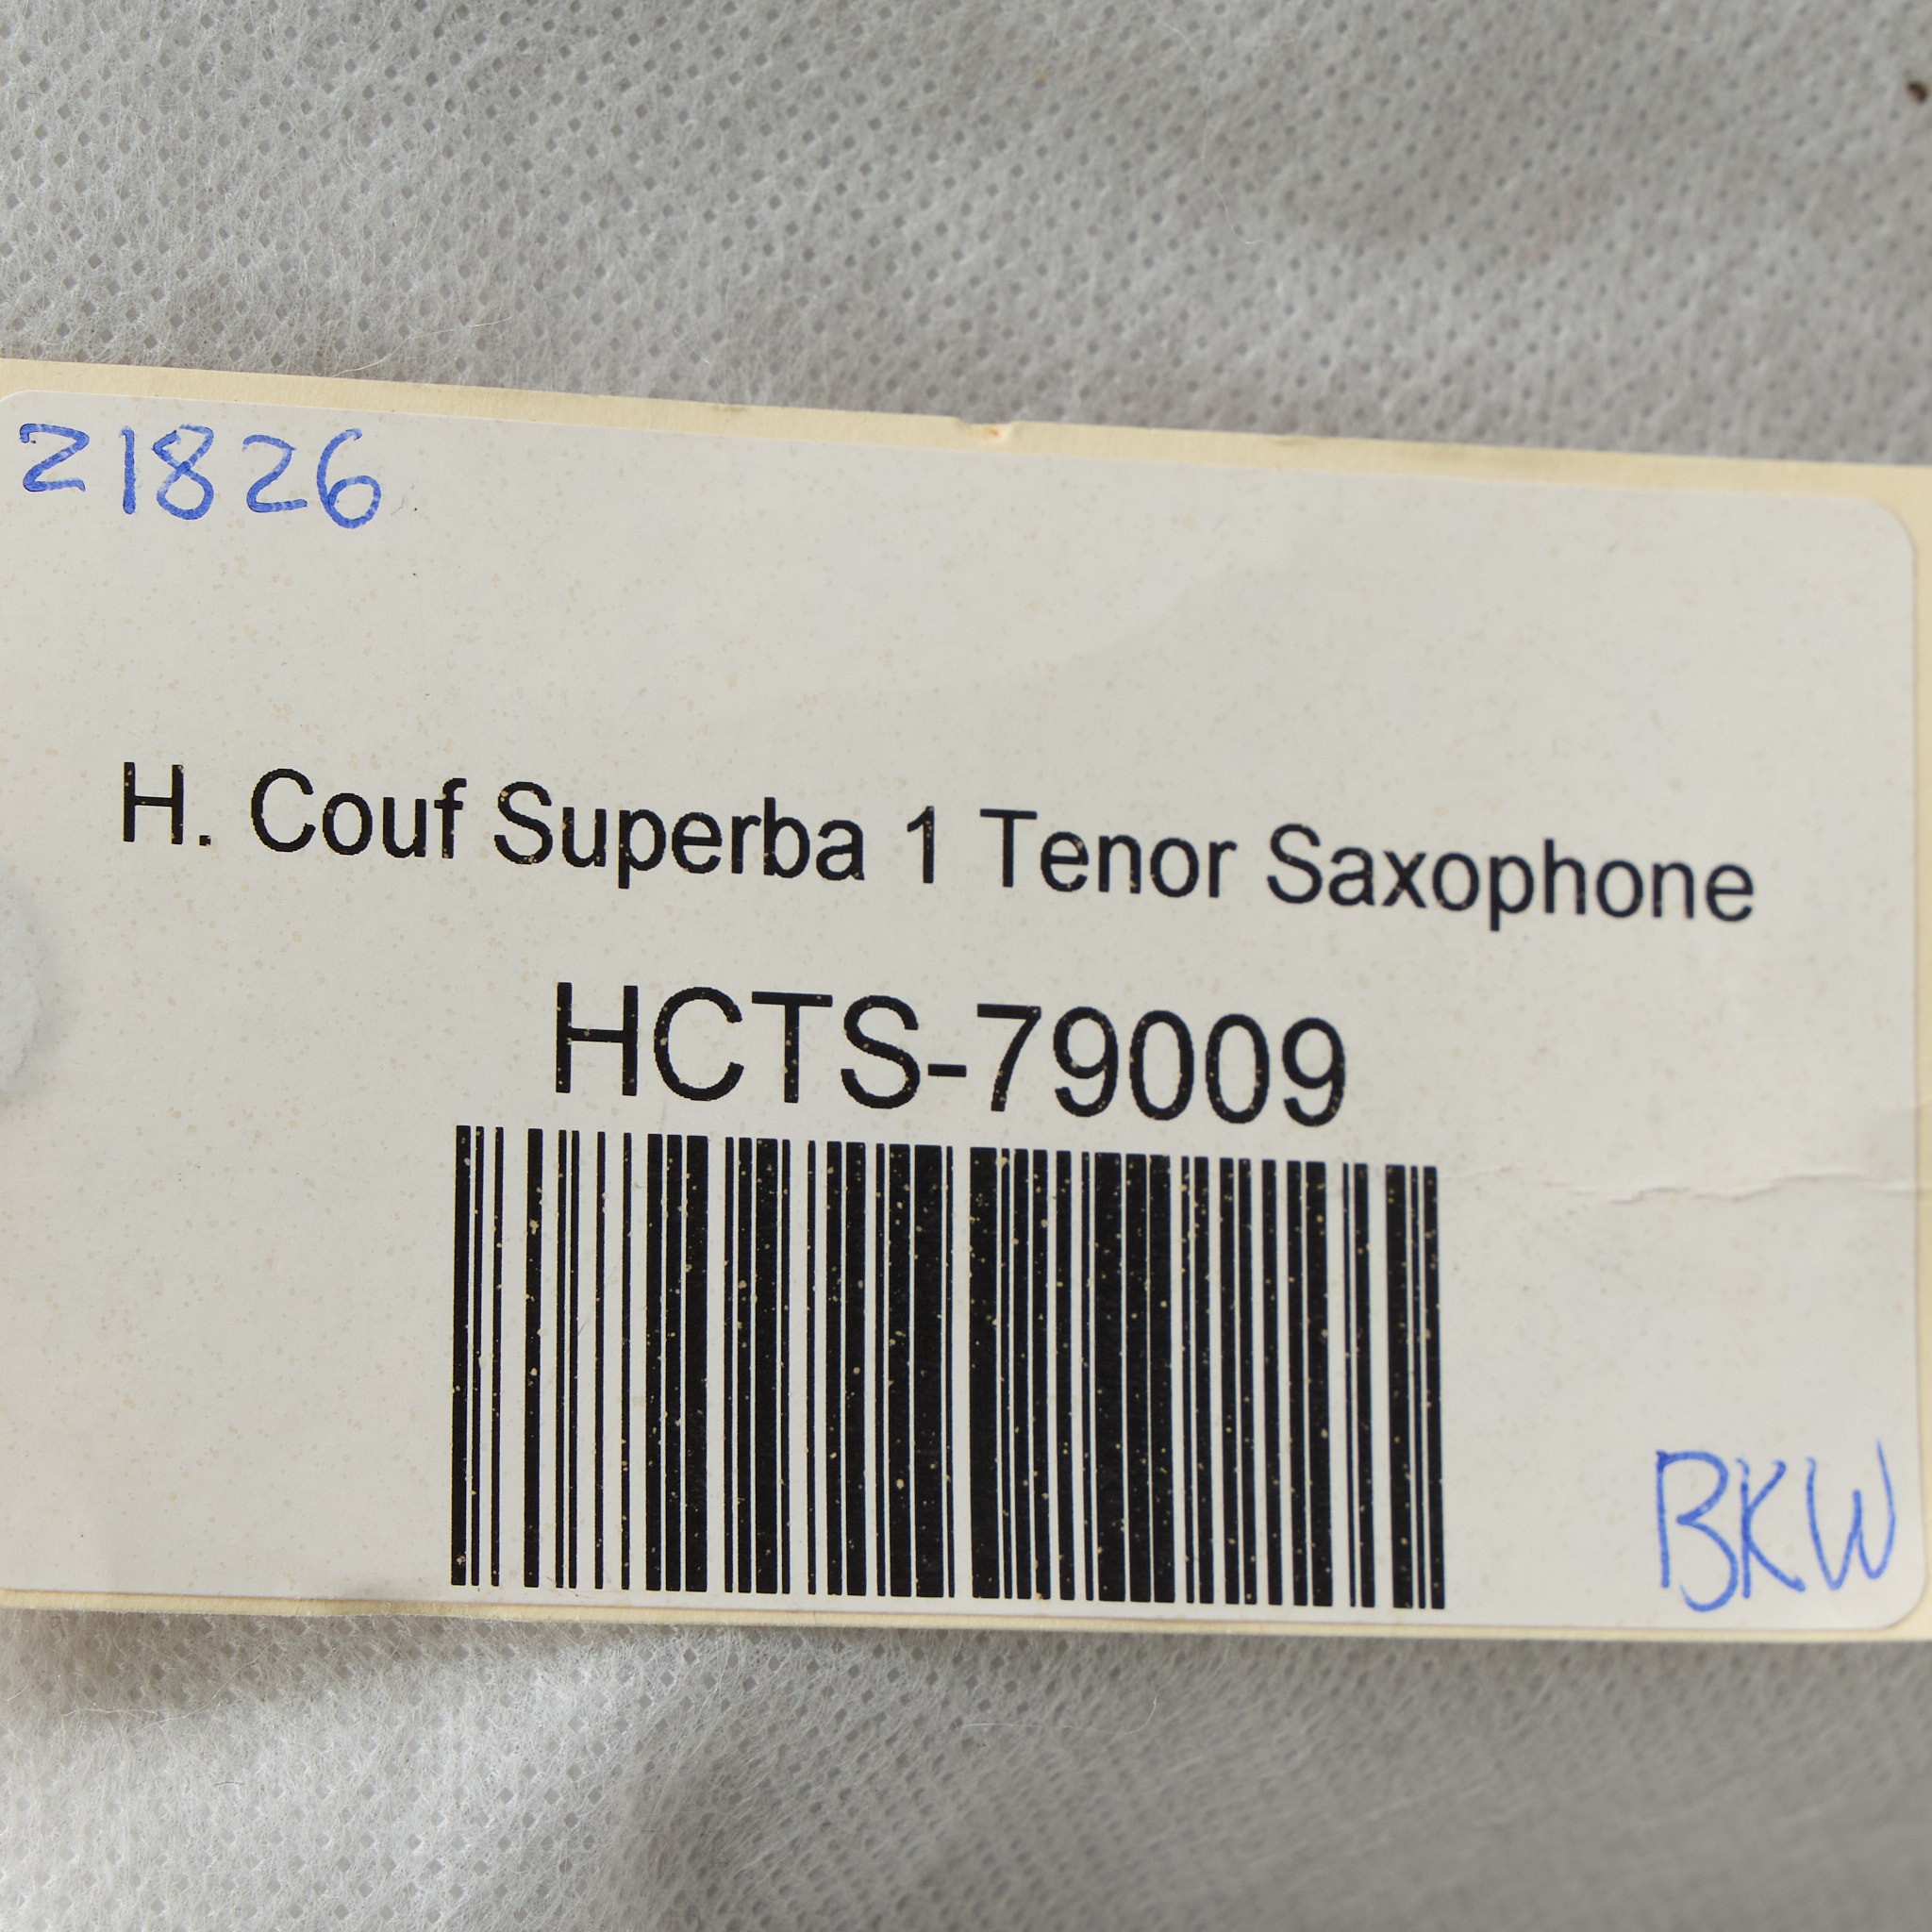 21826
H. Couf Superba 1 Tenor Saxophone
HCTS-79009
BKW